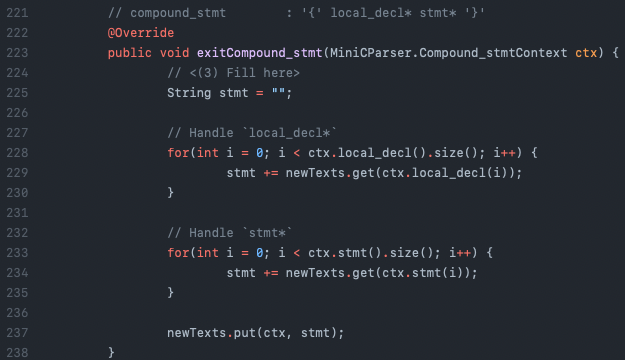 221 // compound_stmt        : '{' local_decl* stmt* '}'
222 @Override
223 public void exitCompound_stmt(MiniCParser.Compound_stmtContext ctx) {
224         // <(3) Fill here>
225         String stmt = "";
226
227         // Handle `local_decl*`
228         for(int i = 0; i < ctx.local_decl().size(); i++) {
229                 stmt += newTexts.get(ctx.local_decl(i));
230         }
231
232         // Handle `stmt*`
233         for(int i = 0; i < ctx.stmt().size(); i++) {
234                 stmt += newTexts.get(ctx.stmt(i));
235         }
236
237         newTexts.put(ctx, stmt);
238 }